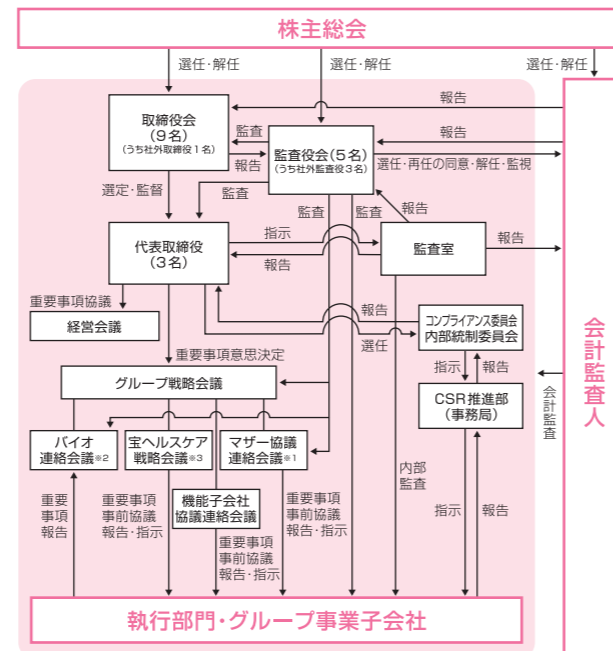 株主総会
選任・解任
選任・解任
選任・解任
取締役会
(9名)
(うち社外取締役1名)
監査
報告
監査役会(5名)
(うち社外監査役3名)
報告
報告
選任・再任の同意・解任・監視
選定・監督
監査
監査
監査
報告
代表取締役
(3名)
指示
報告
監査室
報告
重要事項協議
経営会議
報告
選任
コンプライアンス委員会
内部統制委員会
重要事項意思決定
グループ戦略会議
指示
報告
CSR推進部
(事務局)
会計監査
会計監査人
バイオ
連絡会議※2
宝ヘルスケア
戦略会議※3
マザー協議
連絡会議※1
機能子会社
協議連絡会議
内部
監査
重要
事項
報告
重要事項
事前協議
報告・指示
重要事項
事前協議
報告・指示
重要事項
事前協議
報告・指示
指示
報告
執行部門・グループ事業子会社